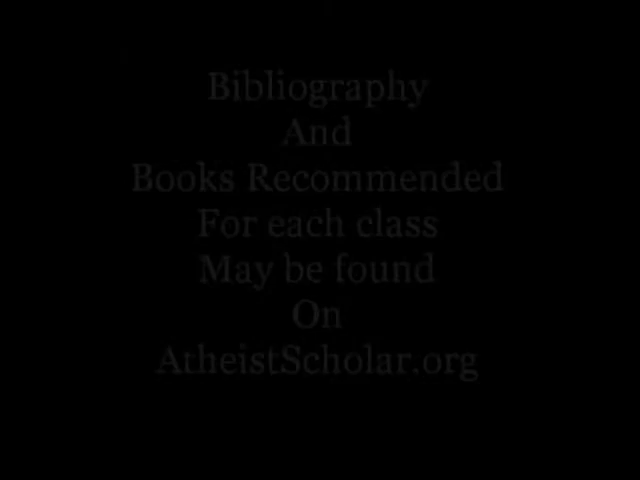 Bibliography
And
Books Recommended
For each class
May be found
On
AtheistScholar.org